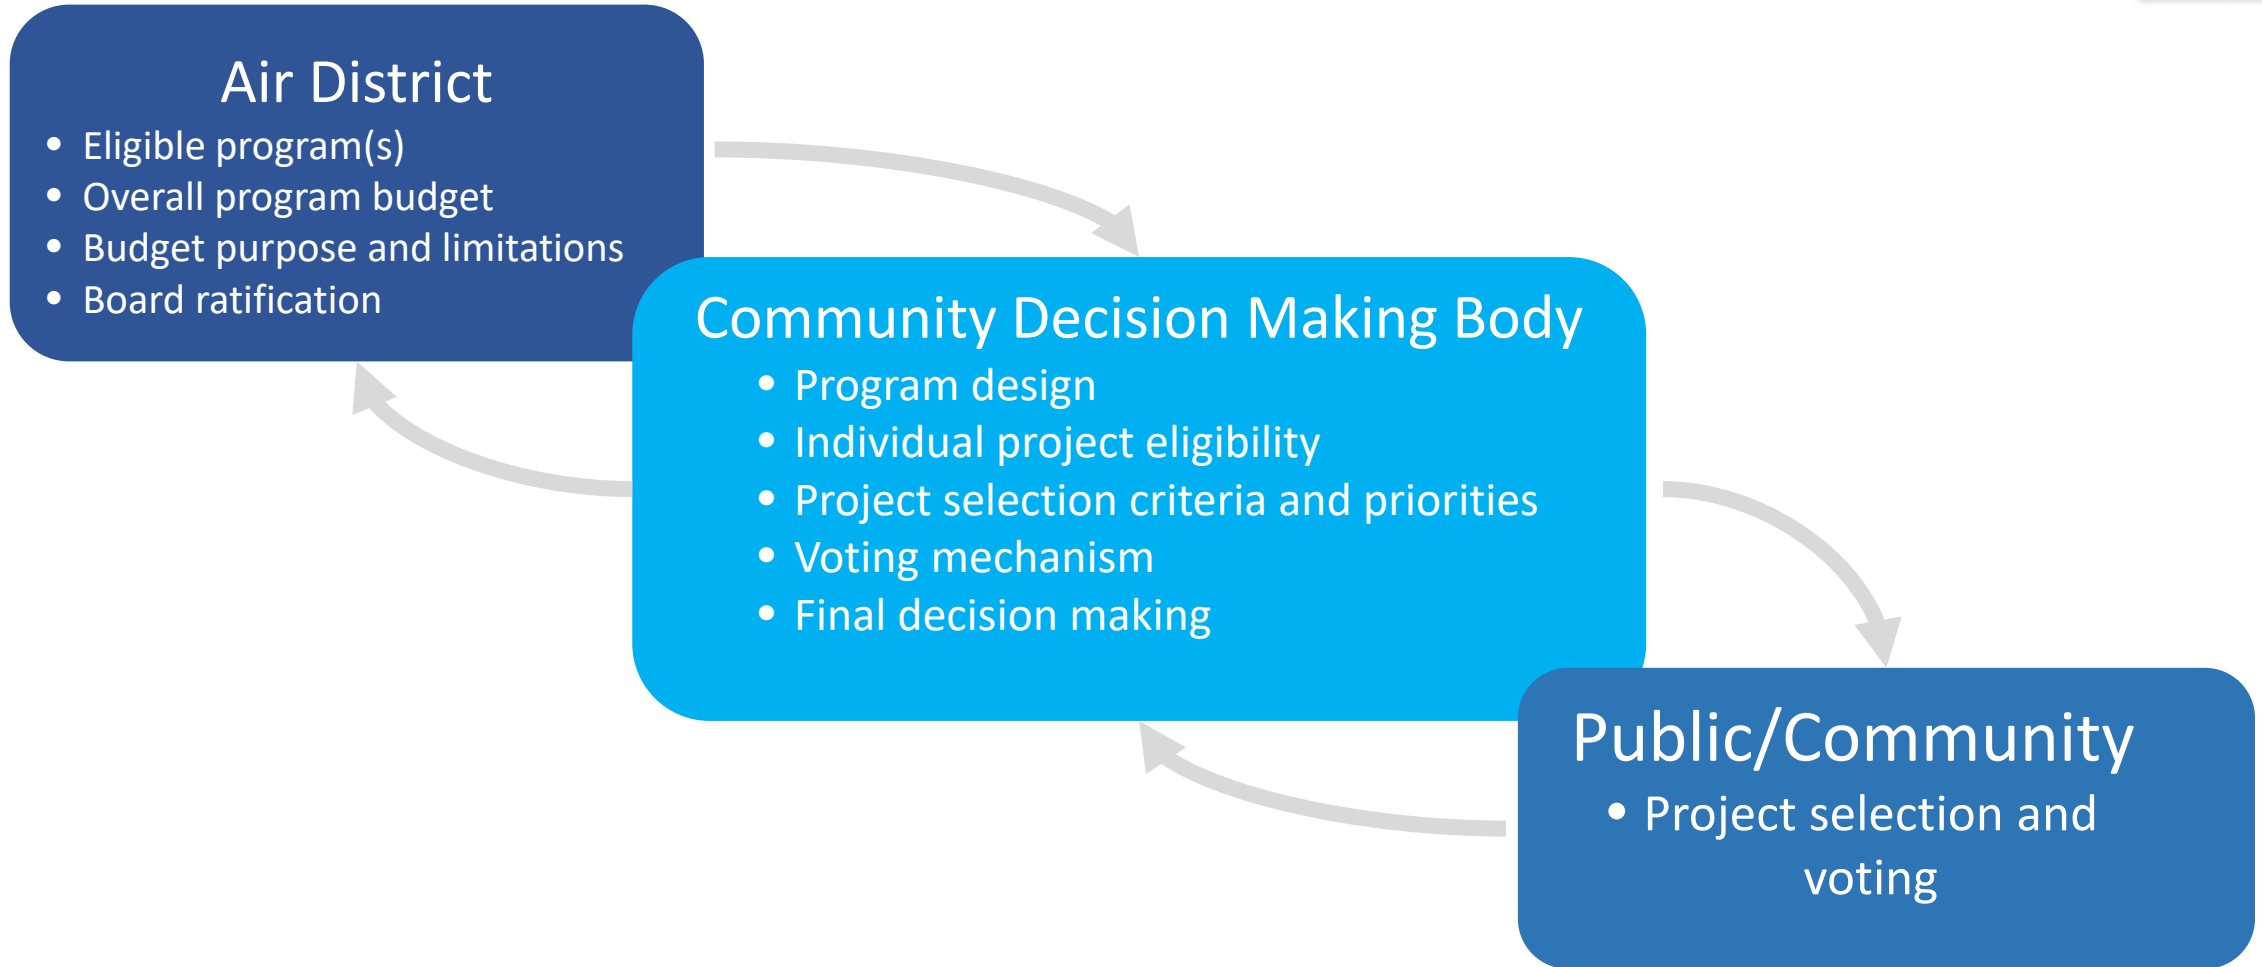 Air District
• Eligible program(s)
• Overall program budget
• Budget purpose and limitations
• Board ratification
Community Decision Making Body
• Program design
• Individual project eligibility
• Project selection criteria and priorities
• Voting mechanism
• Final decision making
Public/Community
• Project selection and
voting